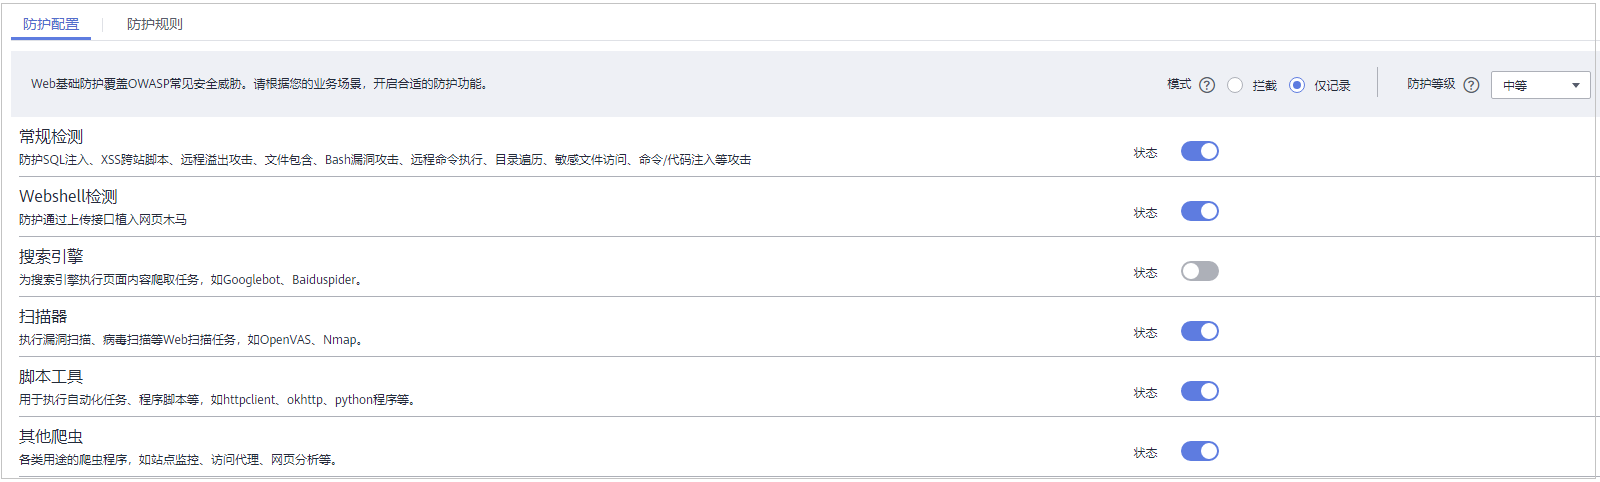 防护配置 防护规则
Web基础防护覆盖OWASP常见安全威胁。请根据您的业务场景，开启合适的防护功能。 模式 ? 拦截 仅记录 防护等级 ? 中等
常规检测
防护SQL注入、XSS跨站脚本、远程溢出攻击、文件包含、Bash漏洞攻击、远程命令执行、目录遍历、敏感文件访问、命令/代码注入等攻击 状态
Webshell检测
防护通过上传接口植入网页木马 状态
搜索引擎
为搜索引擎执行页面内容爬取任务，如Googlebot、Baiduspider。 状态
扫描器
执行漏洞扫描、病毒扫描等Web扫描任务，如OpenVAS、Nmap。 状态
脚本工具
用于执行自动化任务、程序脚本等，如httpclient、okhttp、python程序等。 状态
其他爬虫
各类用途的爬虫程序，如站点监控、访问代理、网页分析等。 状态